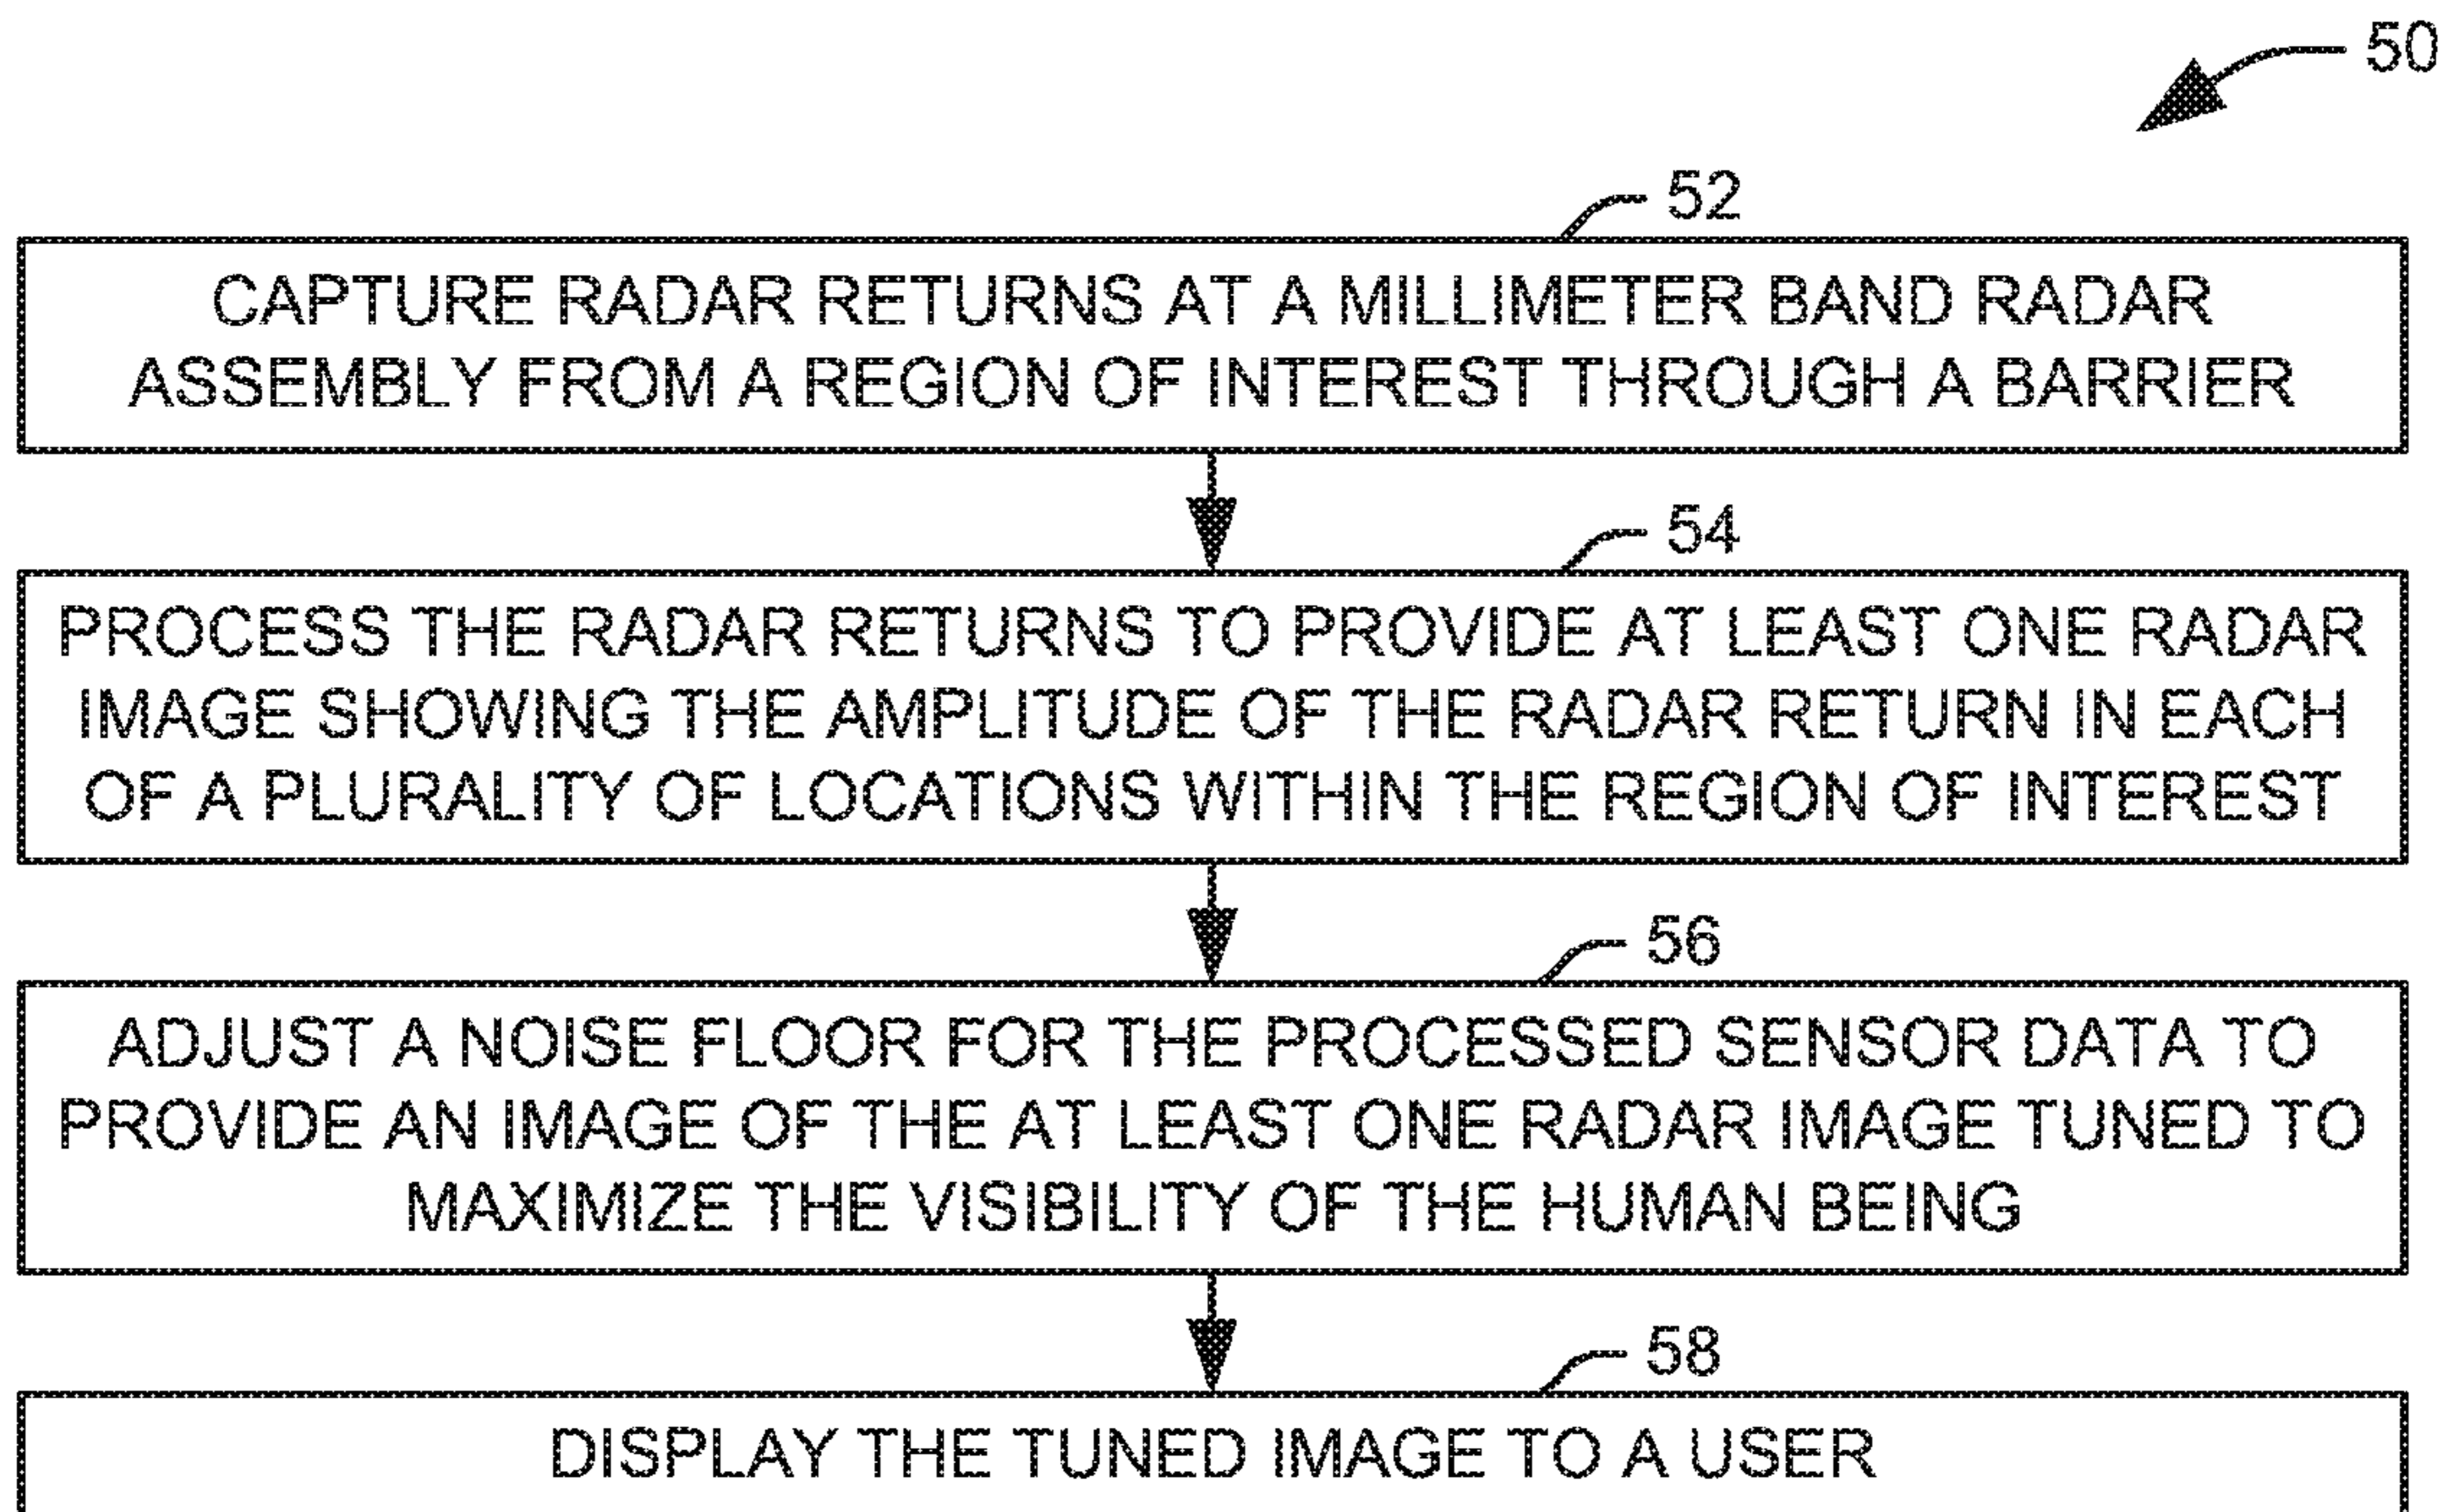 50
52
CAPTURE RADAR RETURNS AT A MILLIMETER BAND RADAR
ASSEMBLY FROM A REGION OF INTEREST THROUGH A BARRIER
54
PROCESS THE RADAR RETURNS TO PROVIDE AT LEAST ONE RADAR
IMAGE SHOWING THE AMPLITUDE OF THE RADAR RETURN IN EACH
OF A PLURALITY OF LOCATIONS WITHIN THE REGION OF INTEREST
56
ADJUST A NOISE FLOOR FOR THE PROCESSED SENSOR DATA TO
PROVIDE AN IMAGE OF THE AT LEAST ONE RADAR IMAGE TUNED TO
MAXIMIZE THE VISIBILITY OF THE HUMAN BEING
58
DISPLAY THE TUNED IMAGE TO A USER